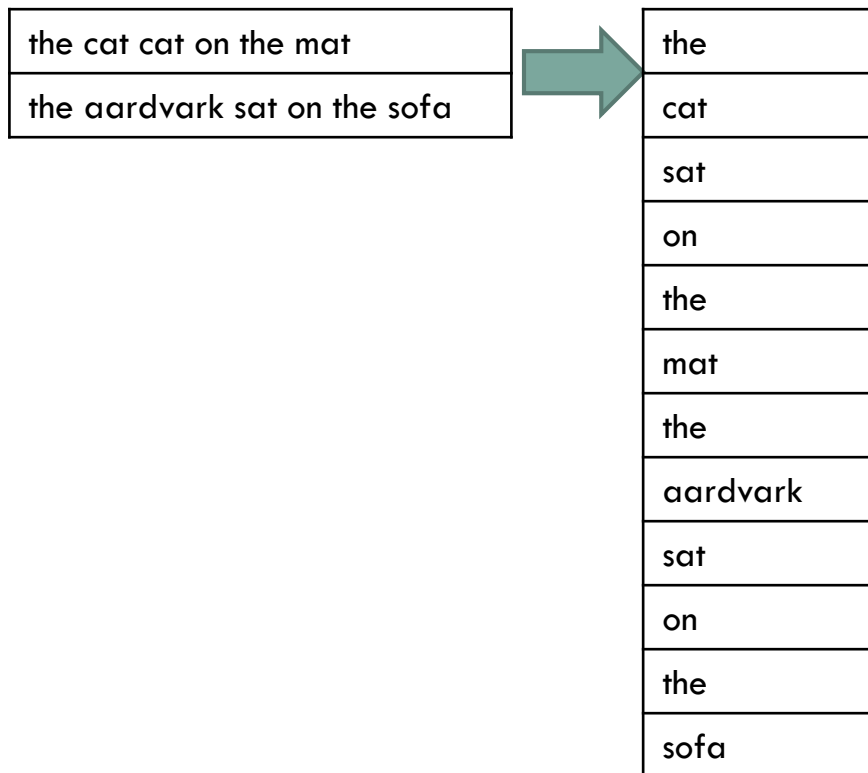 the cat cat on the mat
the aardvark sat on the sofa
the
cat
sat
on
the
mat
the
aardvark
sat
on
the
sofa